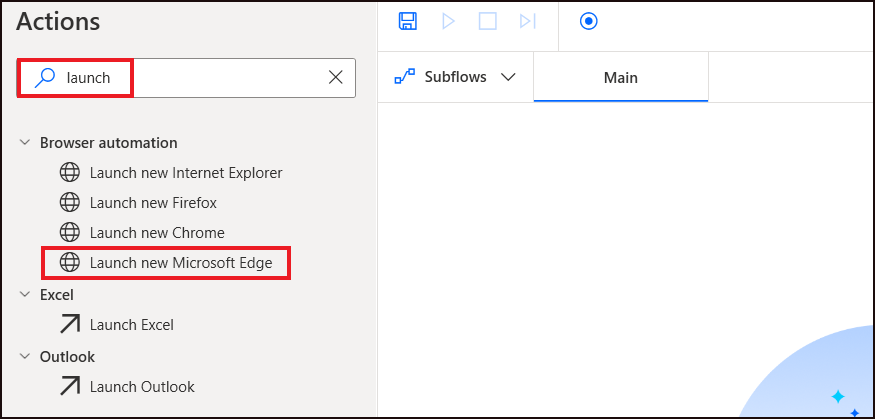 Actions
launch
Subflows
Main
Browser automation
Launch new Internet Explorer
Launch new Firefox
Launch new Chrome
Launch new Microsoft Edge
Excel
Launch Excel
Outlook
Launch Outlook